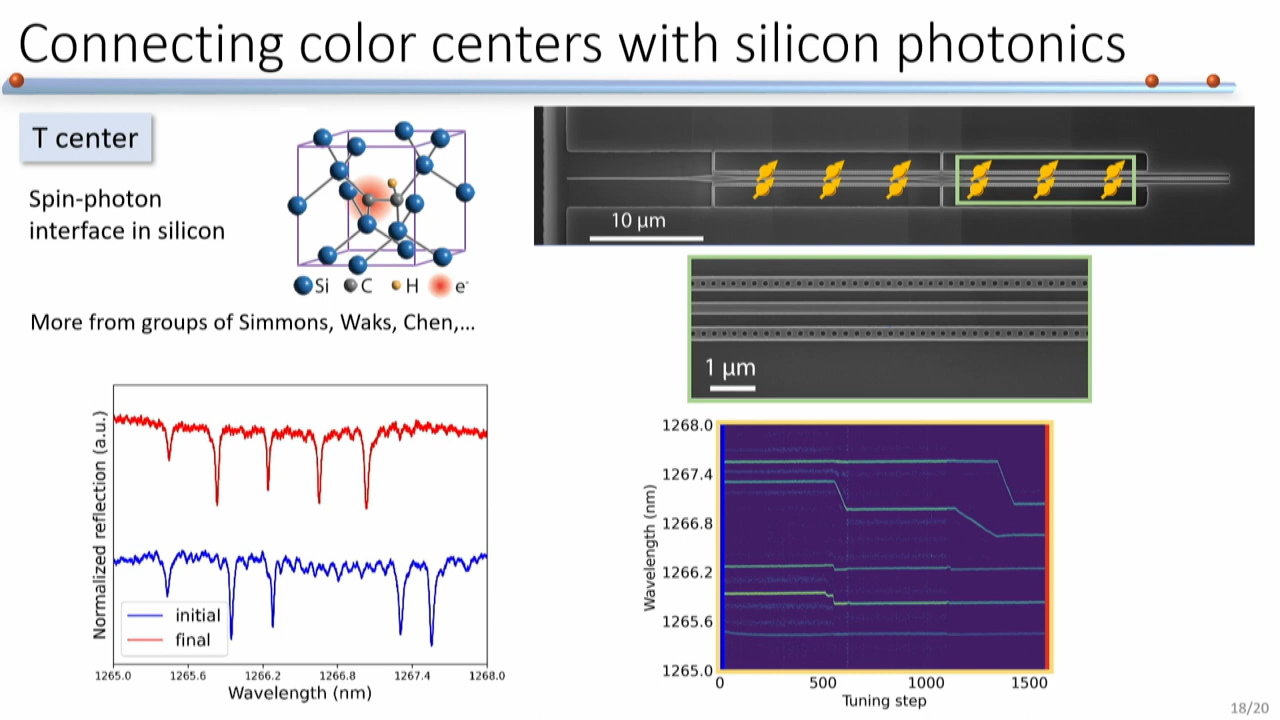 Connecting color centers with silicon photonics
T center
Spin-photon
interface in silicon
Si C H e-
More from groups of Simmons, Waks, Chen,...
10 μm
1 μm
Normalized reflection (a.u.)
initial
final
1265.0 1265.6 1266.2 1266.8 1267.4 1268.0
Wavelength (nm)
Wavelength (nm)
1268.0
1267.4
1266.8
1266.2
1265.6
1265.0
0 500 1000 1500
Tuning step
18/20